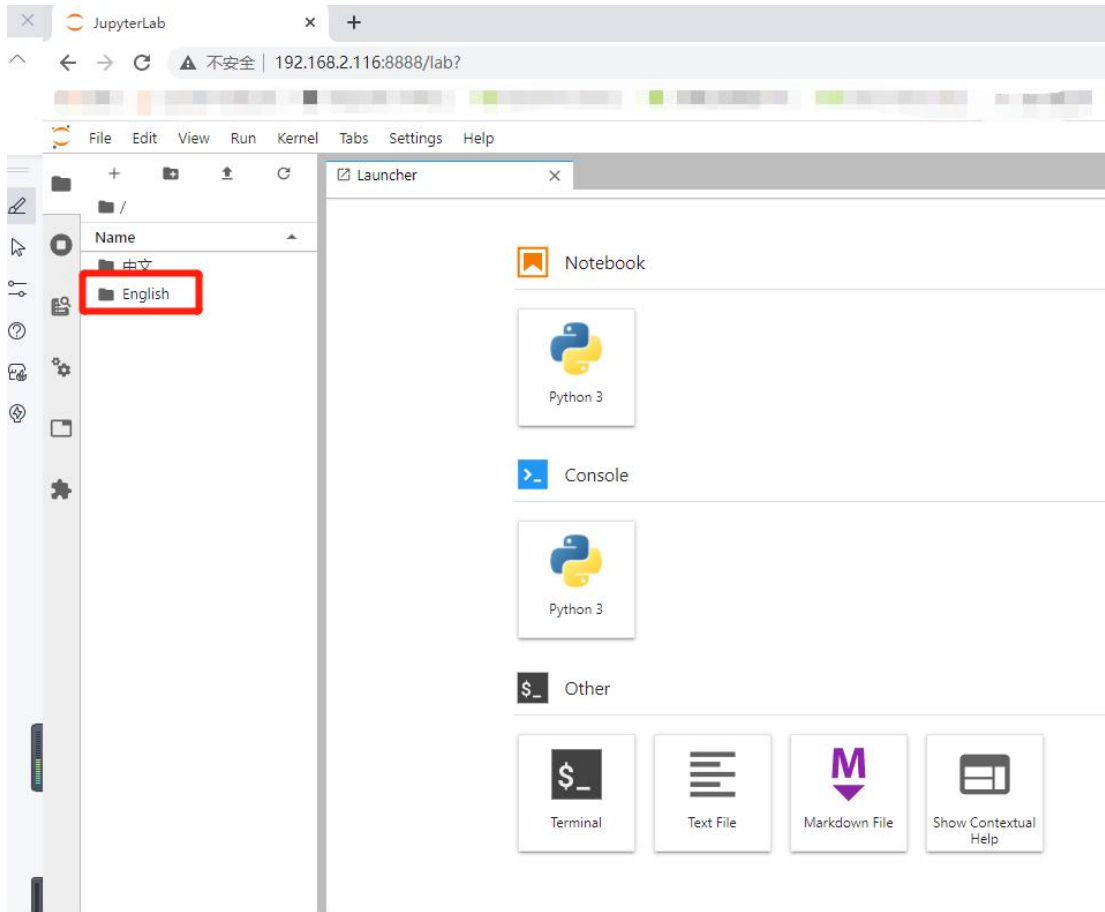 JupyterLab
不安全 | 192.168.2.116:8888/lab?
File Edit View Run Kernel Tabs Settings Help
Launcher
/
Name
中文
English
Notebook
Python 3
Console
Python 3
$_ Other
$_
Terminal
Text File
M
Markdown File
Show Contextual
Help